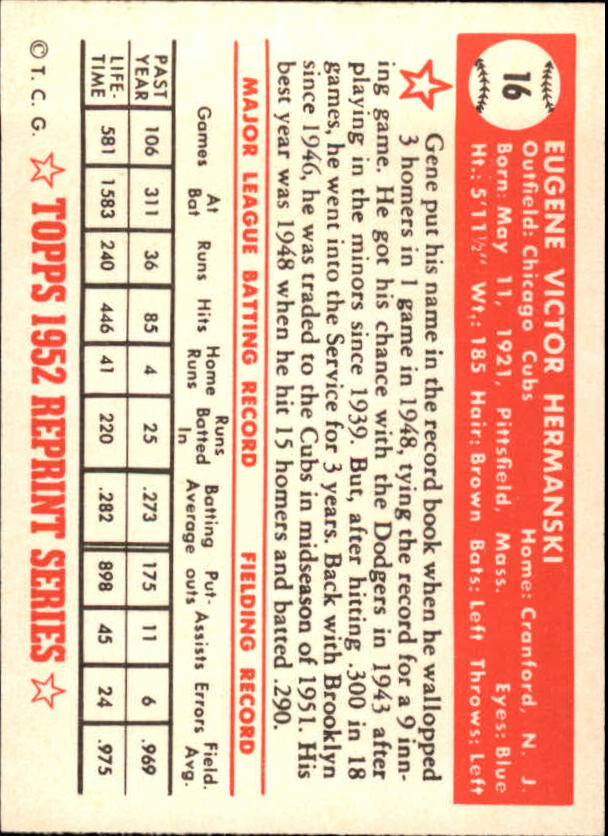 16
EUGENE VICTOR HERMANSKI
Outfield: Chicago Cubs Home: Cranford, N. J.
Born: May 11, 1921, Pittsfield, Mass. Eyes: Blue
Ht.: 5'11½" Wt.: 185 Hair: Brown Bats: Left Throws: Left
Gene put his name in the record book when he walloped
3 homers in 1 game in 1948, tying the record for a 9 inn-
ing game. He got his chance with the Dodgers in 1943 after
playing in the minors since 1939. But, after hitting .300 in 18
games, he went into the Service for 3 years. Back with Brooklyn
since 1946, he was traded to the Cubs in midseason of 1951. His
best year was 1948 when he hit 15 homers and batted .290.
MAJOR LEAGUE BATTING RECORD FIELDING RECORD
Games At Bat Runs Hits Home Runs Runs Batted In Batting Average Put-outs Assists Errors Field. Avg.
PAST YEAR 106 311 36 85 4 25 .273 175 11 6 .969
LIFE-TIME 581 1583 240 446 41 220 .282 898 45 24 .975
© T. C. G. TOPPS 1952 REPRINT SERIES